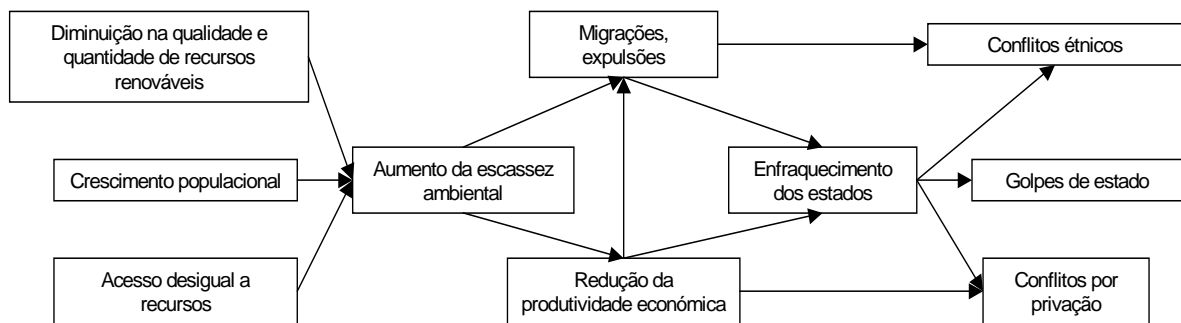 Diminuição na qualidade e
quantidade de recursos
renováveis
Migrações,
expulsões
Conflitos étnicos
Crescimento populacional
Aumento da escassez
ambiental
Enfraquecimento
dos estados
Golpes de estado
Acesso desigual a
recursos
Redução da
produtividade económica
Conflitos por
privação